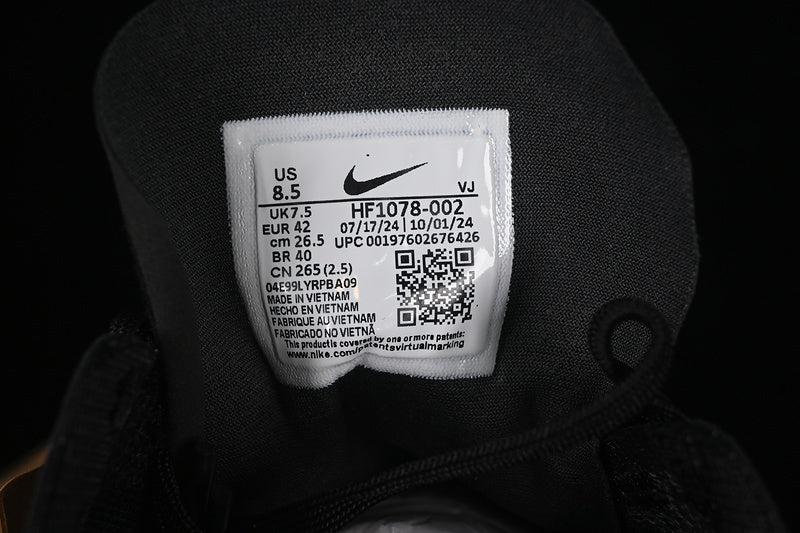 US
8.5
VJ
UK7.5
HF1078-002
EUR 42
07/17/24 | 10/01/24
cm 26.5
UPC 00197602676426
BR 40
CN 265 (2.5)
04E99LYRPBA09
MADE IN VIETNAM
HECHO EN VIETNAM
FABRIQUE AU VIETNAM
FABRICADO NO VIETNÃ
This product is covered by one or more patents:
www.nike.com/patentsvirtualmarking